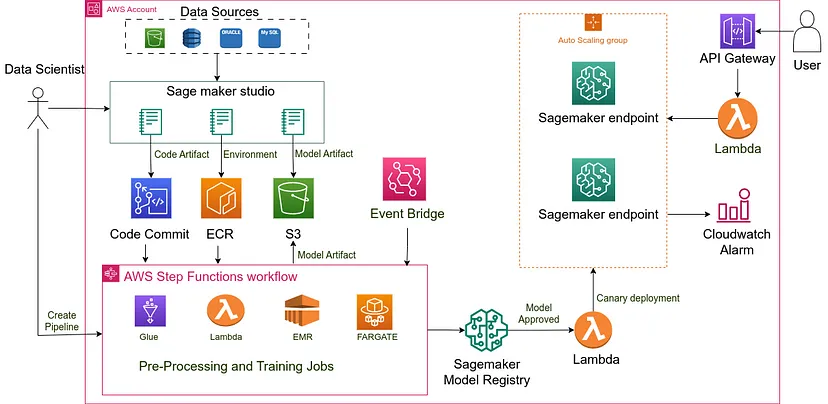 AWS Account
Data Sources
ORACLE
My SQL
Data Scientist
Sage maker studio
Code Artifact
Environment
Model Artifact
Code Commit
ECR
S3
Event Bridge
Model Artifact
AWS Step Functions workflow
Glue
Lambda
EMR
FARGATE
Pre-Processing and Training Jobs
Create
Pipeline
Sagemaker
Model Registry
Model
Approved
Lambda
Canary deployment
Auto Scaling group
Sagemaker endpoint
Sagemaker endpoint
API Gateway
User
Lambda
Cloudwatch
Alarm